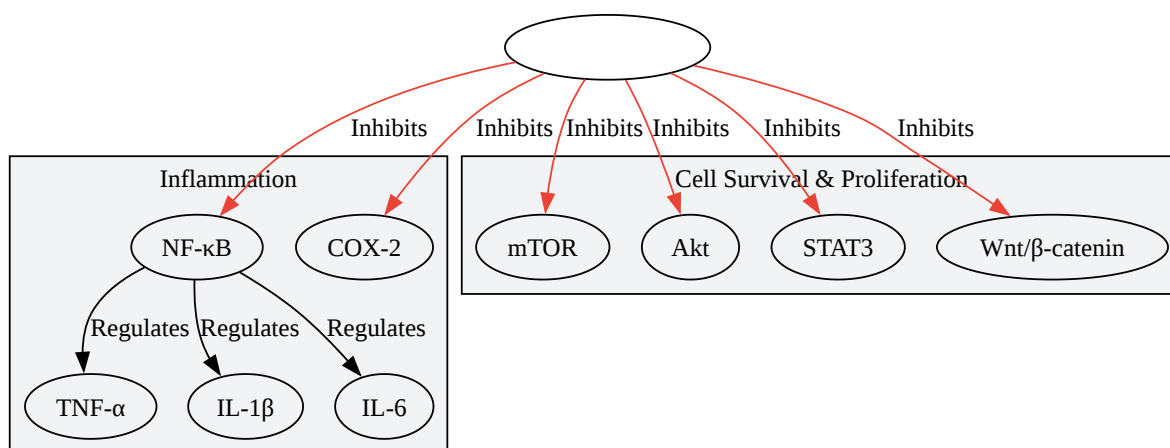 Inhibits
Inhibits
Inhibits
Inhibits
Inhibits
Inhibits
Inflammation
Cell Survival & Proliferation
NF-κB
COX-2
mTOR
Akt
STAT3
Wnt/β-catenin
Regulates
Regulates
Regulates
TNF-α
IL-1β
IL-6